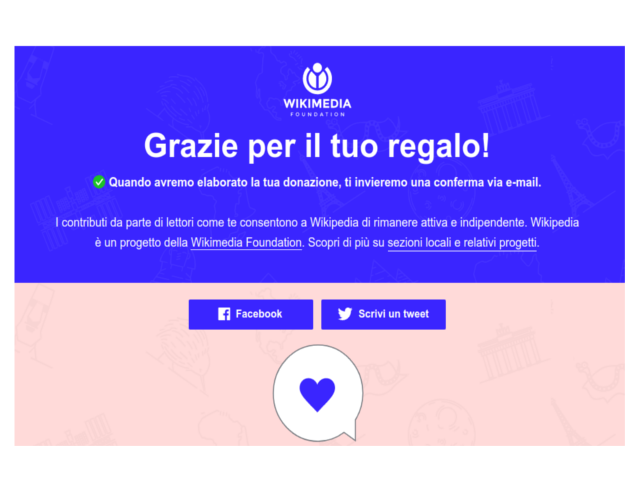 WIKIMEDIA
FOUNDATION
Grazie per il tuo regalo!
Quando avremo elaborato la tua donazione, ti invieremo una conferma via e-mail.
I contributi da parte di lettori come te consentono a Wikipedia di rimanere attiva e indipendente. Wikipedia
è un progetto della Wikimedia Foundation. Scopri di più su sezioni locali e relativi progetti.
Facebook
Scrivi un tweet